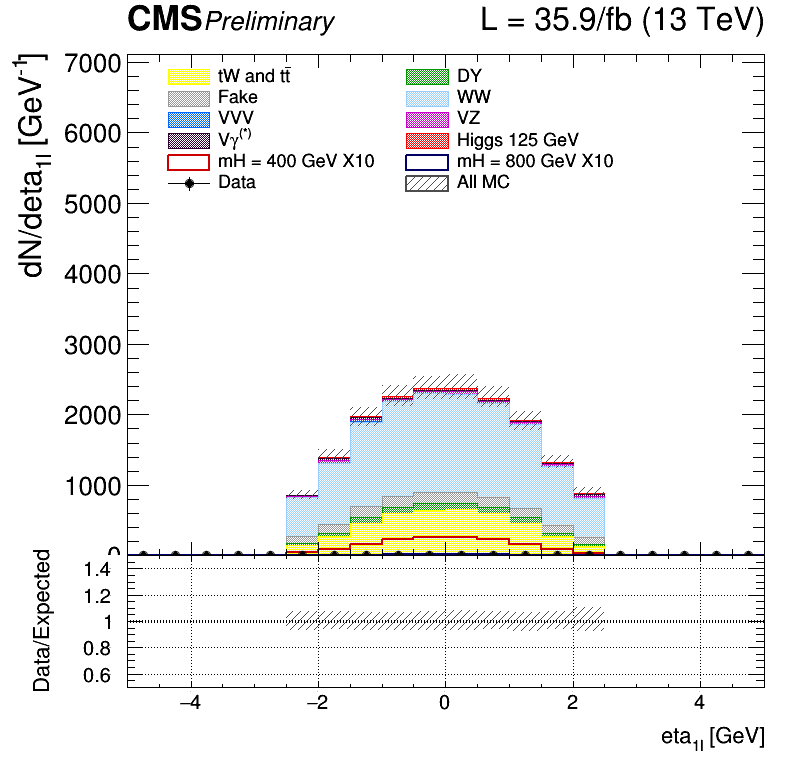 CMS Preliminary L = 35.9/fb (13 TeV)
dN/deta1l [GeV-1]
7000
6000
5000
4000
3000
2000
1000
0
tW and tt̄ DY
Fake WW
VVV VZ
Vγ(*) Higgs 125 GeV
mH = 400 GeV X10 mH = 800 GeV X10
Data All MC
Data/Expected
1.4
1.2
1
0.8
0.6
−4 −2 0 2 4
eta1l [GeV]